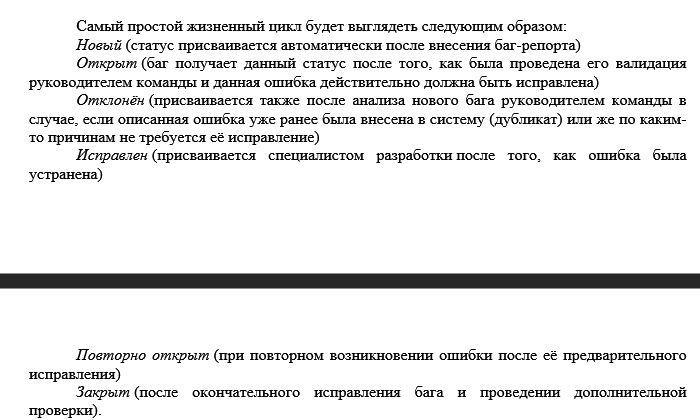 Самый простой жизненный цикл будет выглядеть следующим образом:
Новый (статус присваивается автоматически после внесения баг-репорта)
Открыт (баг получает данный статус после того, как была проведена его валидация
руководителем команды и данная ошибка действительно должна быть исправлена)
Отклонён (присваивается также после анализа нового бага руководителем команды в
случае, если описанная ошибка уже ранее была внесена в систему (дубликат) или же по каким-
то причинам не требуется её исправление)
Исправлен (присваивается специалистом разработки после того, как ошибка была
устранена)
Повторно открыт (при повторном возникновении ошибки после её предварительного
исправления)
Закрыт (после окончательного исправления бага и проведении дополнительной
проверки).